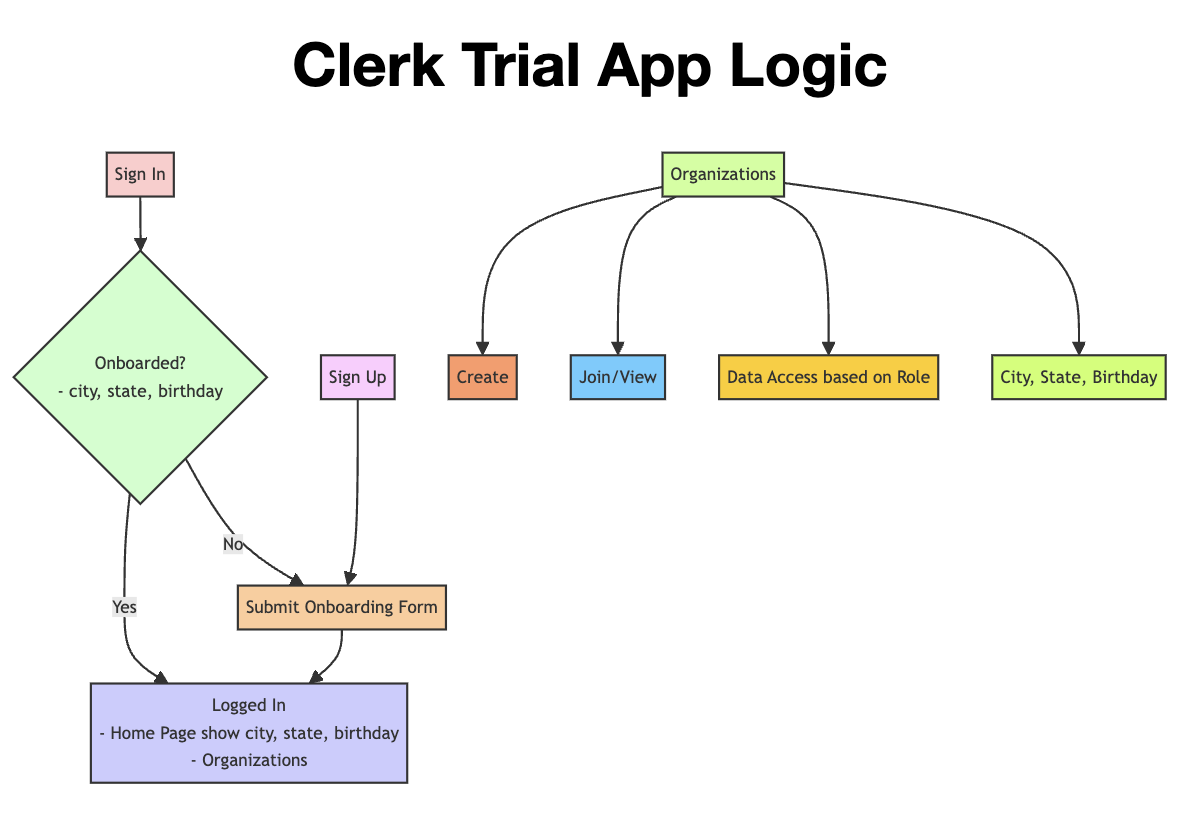 Clerk Trial App Logic
Sign In
Organizations
Onboarded?
- city, state, birthday
Sign Up
Create
Join/View
Data Access based on Role
City, State, Birthday
No
Yes
Submit Onboarding Form
Logged In
- Home Page show city, state, birthday
- Organizations